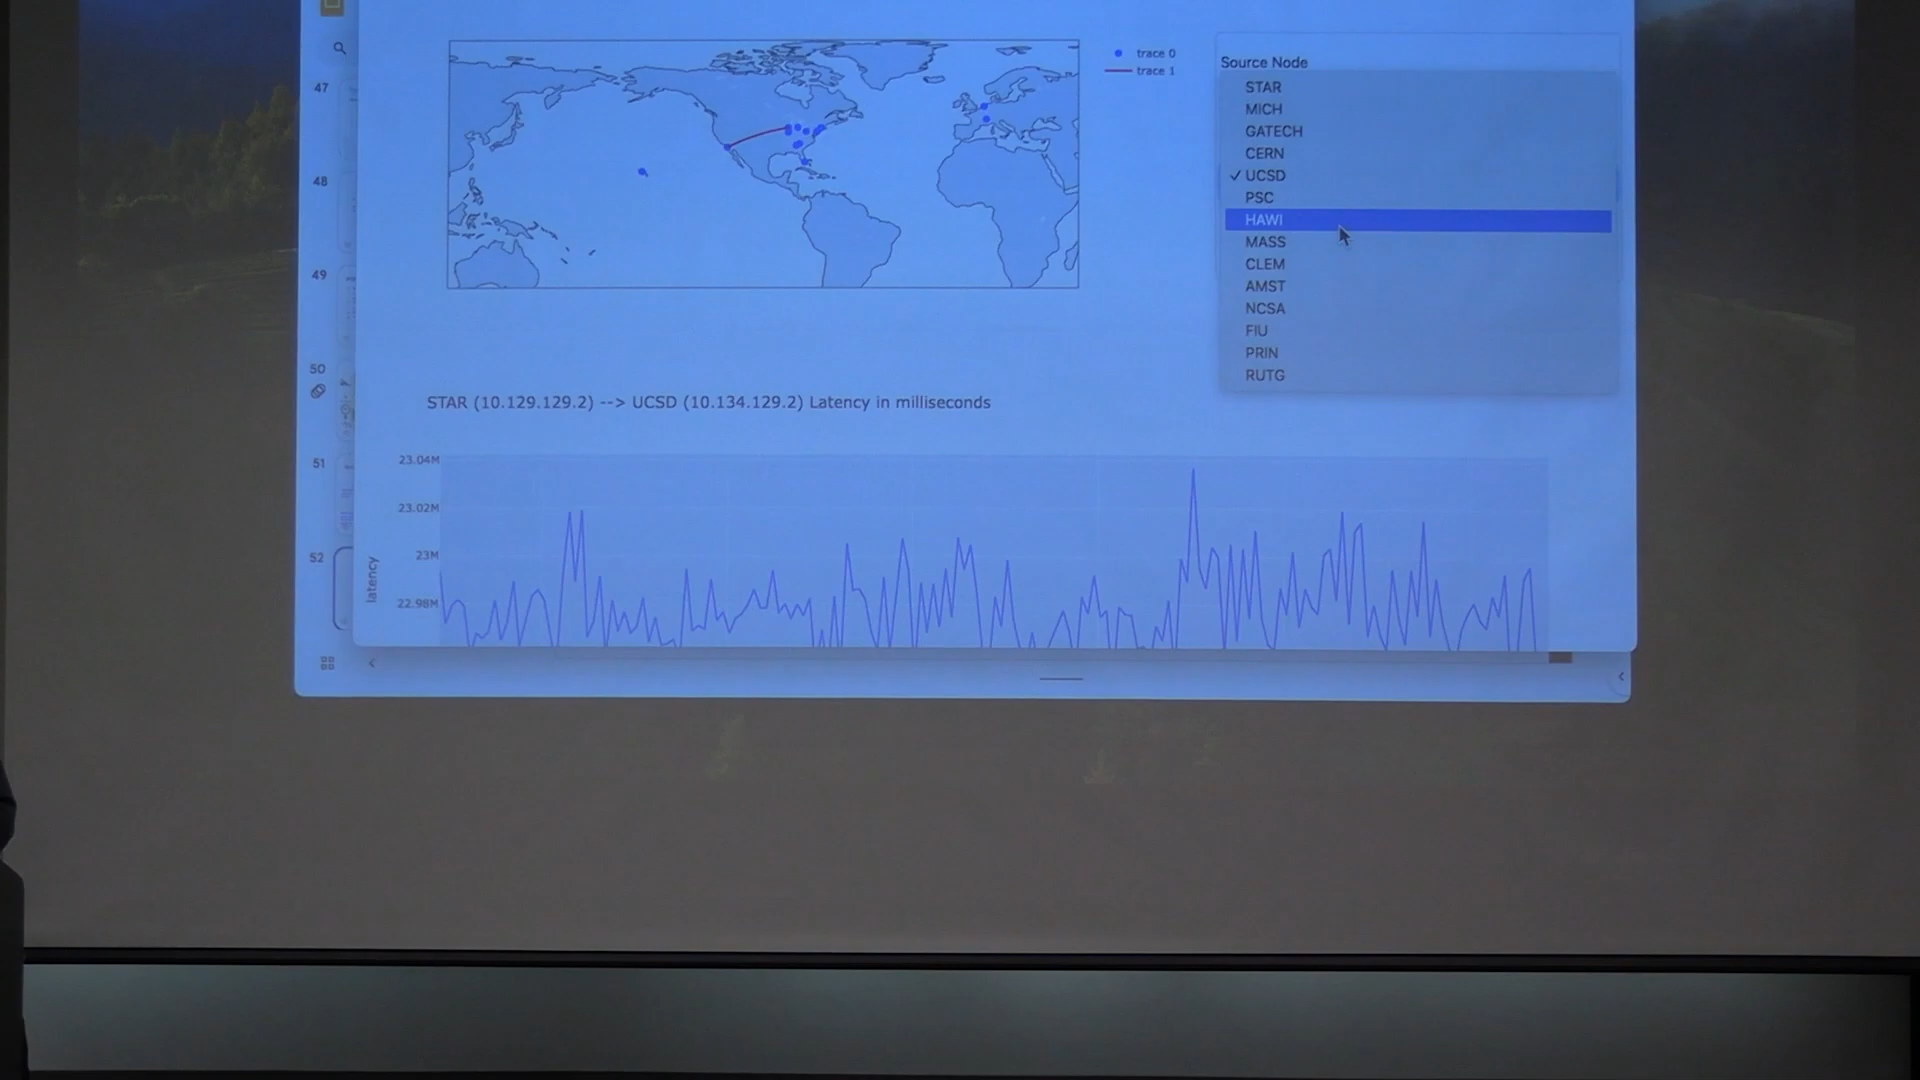 47
48
49
50
51
52
trace 0
trace 1
Source Node
STAR
MICH
GATECH
CERN
✓ UCSD
PSC
HAWI
MASS
CLEM
AMST
NCSA
FIU
PRIN
RUTG
STAR (10.129.129.2) --> UCSD (10.134.129.2) Latency in milliseconds
23.04M
23.02M
23M
22.98M
latency